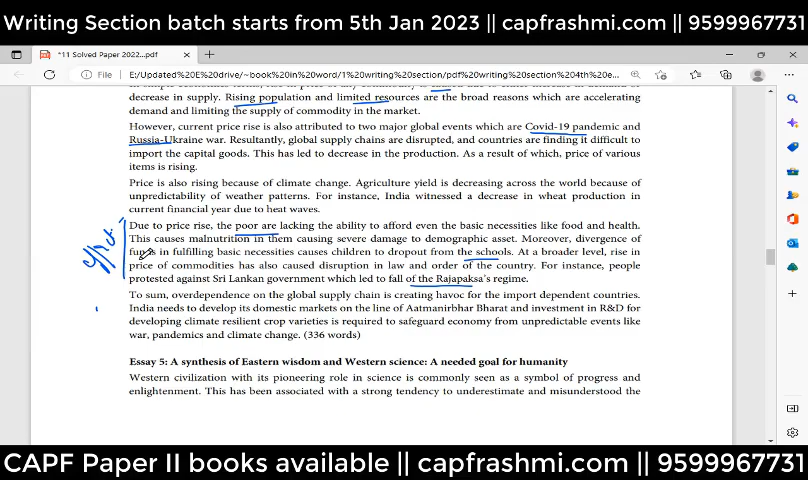 Writing Section batch starts from 5th Jan 2023 || capfrashmi.com || 9599967731
*11 Solved Paper 2022...pdf
File | E:/Updated%20E%20drive/~book%20in%20word/1%20writing%20section/pdf%20writing%20section%204th%20e...
decrease in supply. Rising population and limited resources are the broad reasons which are accelerating
demand and limiting the supply of commodity in the market.
However, current price rise is also attributed to two major global events which are Covid-19 pandemic and
Russia-Ukraine war. Resultantly, global supply chains are disrupted, and countries are finding it difficult to
import the capital goods. This has led to decrease in the production. As a result of which, price of various
items is rising.
Price is also rising because of climate change. Agriculture yield is decreasing across the world because of
unpredictability of weather patterns. For instance, India witnessed a decrease in wheat production in
current financial year due to heat waves.
Due to price rise, the poor are lacking the ability to afford even the basic necessities like food and health.
This causes malnutrition in them causing severe damage to demographic asset. Moreover, divergence of
funds in fulfilling basic necessities causes children to dropout from the schools. At a broader level, rise in
price of commodities has also caused disruption in law and order of the country. For instance, people
protested against Sri Lankan government which led to fall of the Rajapaksa's regime.
To sum, overdependence on the global supply chain is creating havoc for the import dependent countries.
India needs to develop its domestic markets on the line of Aatmanirbhar Bharat and investment in R&D for
developing climate resilient crop varieties is required to safeguard economy from unpredictable events like
war, pandemics and climate change. (336 words)
Essay 5: A synthesis of Eastern wisdom and Western science: A needed goal for humanity
Western civilization with its pioneering role in science is commonly seen as a symbol of progress and
enlightenment. This has been associated with a strong tendency to underestimate and misunderstood the
CAPF Paper II books available || capfrashmi.com || 9599967731